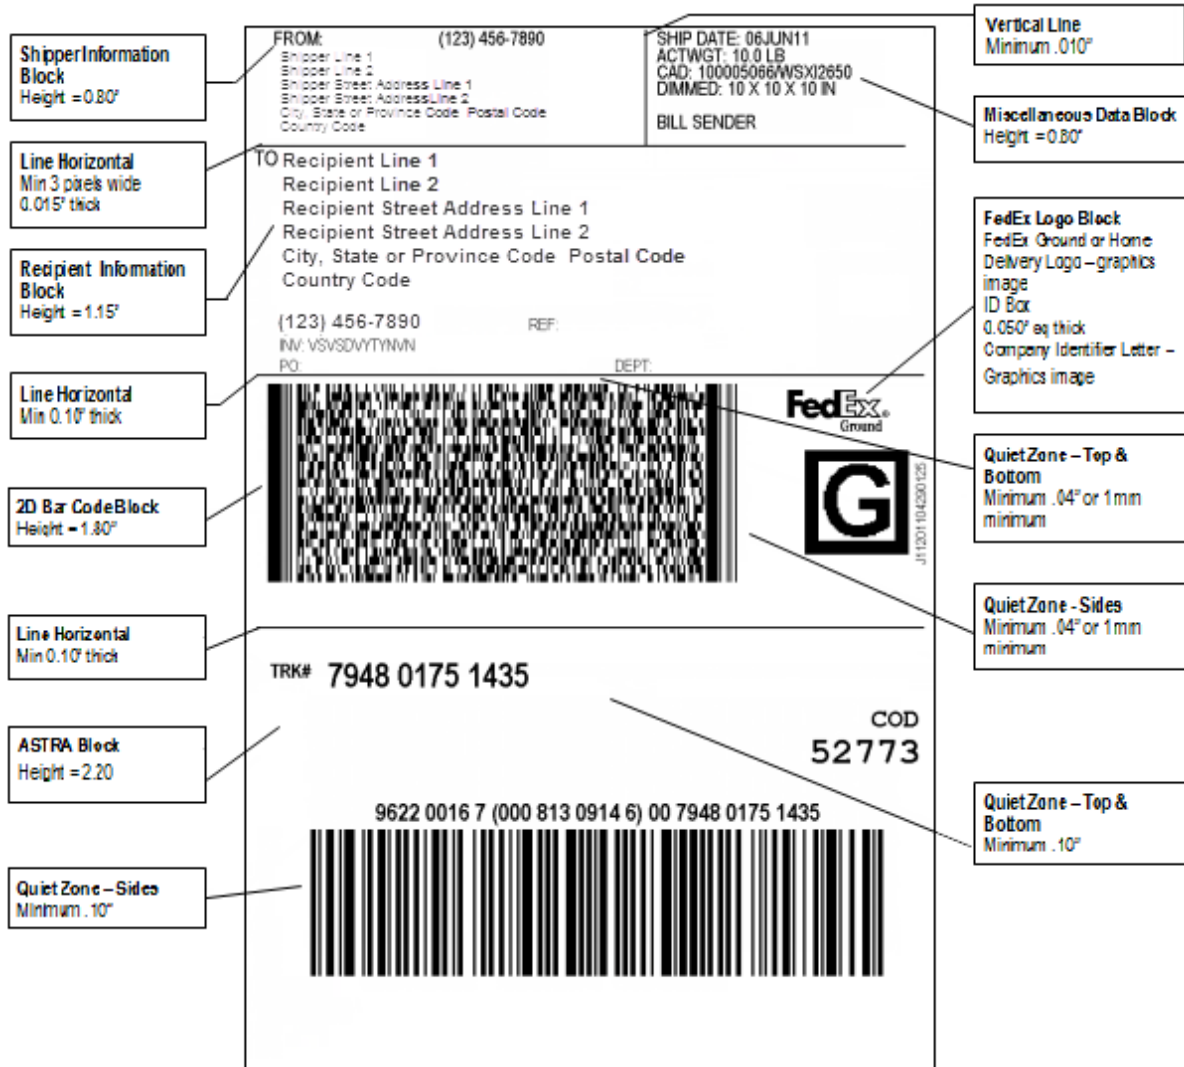 Shipper Information
Block
Height = 0.80"
Line Horizontal
Min 3 pixels wide
0.015" thick
Recipient Information
Block
Height = 1.15"
Line Horizontal
Min 0.10" thick
2D Bar Code Block
Height = 1.80"
Line Horizontal
Min 0.10" thick
ASTRA Block
Height = 2.20
Quiet Zone – Sides
Minimum .10"
FROM: (123) 456-7890
Shipper Line 1
Shipper Line 2
Shipper Street Address Line 1
Shipper Street AddressLine 2
City, State or Province Code Postal Code
Country Code
SHIP DATE: 06JUN11
ACTWGT: 10.0 LB
CAD: 100005066/WSXI2650
DIMMED: 10 X 10 X 10 IN
BILL SENDER
TO Recipient Line 1
Recipient Line 2
Recipient Street Address Line 1
Recipient Street Address Line 2
City, State or Province Code Postal Code
Country Code
(123) 456-7890 REF:
INV: VSVSDVYTYNVN
PO: DEPT:
FedEx®
Ground
G
J11201104290125
TRK# 7948 0175 1435
COD
52773
9622 0016 7 (000 813 0914 6) 00 7948 0175 1435
Vertical Line
Minimum .010"
Miscellaneous Data Block
Height = 0.80"
FedEx Logo Block
FedEx Ground or Home
Delivery Logo – graphics
image
ID Box
0.050" eq thick
Company Identifier Letter –
Graphics image
Quiet Zone – Top &
Bottom
Minimum .04" or 1mm
minimum
Quiet Zone - Sides
Minimum .04" or 1mm
minimum
Quiet Zone – Top &
Bottom
Minimum .10"